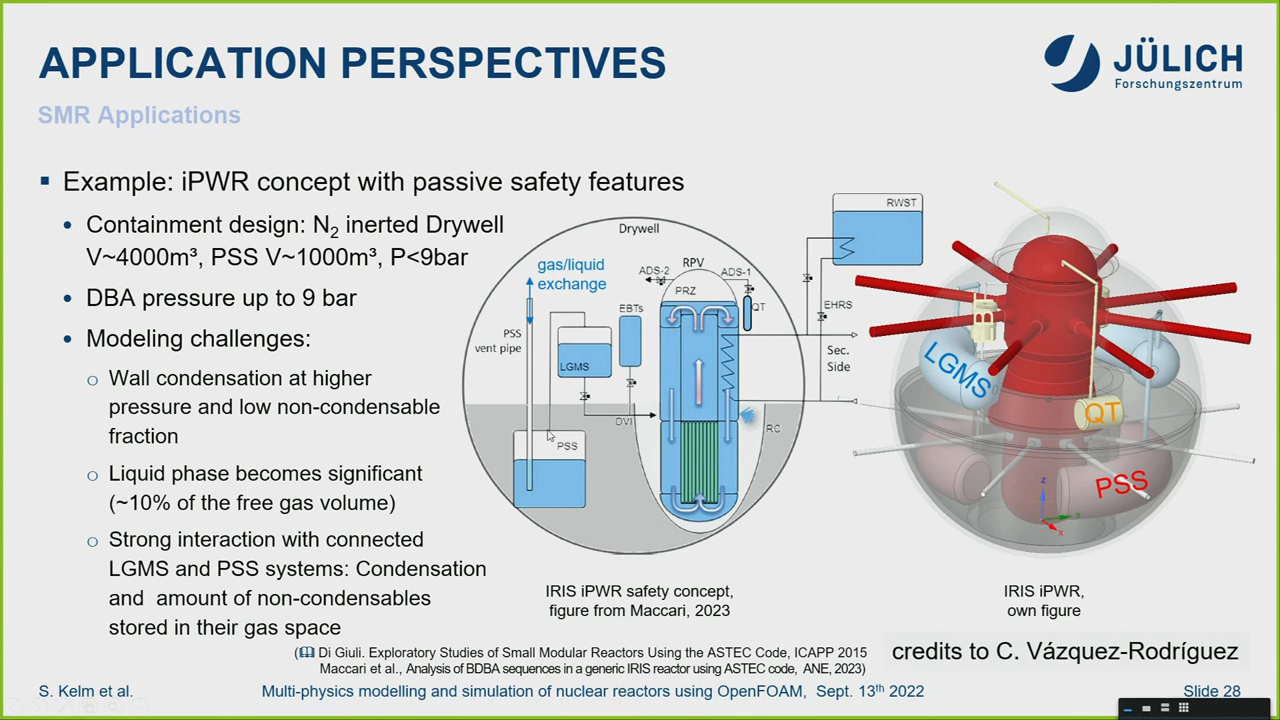 APPLICATION PERSPECTIVES
JÜLICH
Forschungszentrum
SMR Applications
▪ Example: iPWR concept with passive safety features
• Containment design: N2 inerted Drywell
V~4000m³, PSS V~1000m³, P<9bar
• DBA pressure up to 9 bar
• Modeling challenges:
o Wall condensation at higher
pressure and low non-condensable
fraction
o Liquid phase becomes significant
(~10% of the free gas volume)
o Strong interaction with connected
LGMS and PSS systems: Condensation
and amount of non-condensables
stored in their gas space
Drywell
gas/liquid
exchange
RPV
ADS-2
ADS-1
PRZ
QT
EBTs
PSS
vent pipe
LGMS
DVI
PSS
RC
RWST
EHRS
Sec.
Side
IRIS iPWR safety concept,
figure from Maccari, 2023
LGMS
QT
PSS
z
Y
x
IRIS iPWR,
own figure
( Di Giuli. Exploratory Studies of Small Modular Reactors Using the ASTEC Code, ICAPP 2015
Maccari et al., Analysis of BDBA sequences in a generic IRIS reactor using ASTEC code, ANE, 2023)
credits to C. Vázquez-Rodríguez
S. Kelm et al.
Multi-physics modelling and simulation of nuclear reactors using OpenFOAM, Sept. 13th 2022
Slide 28